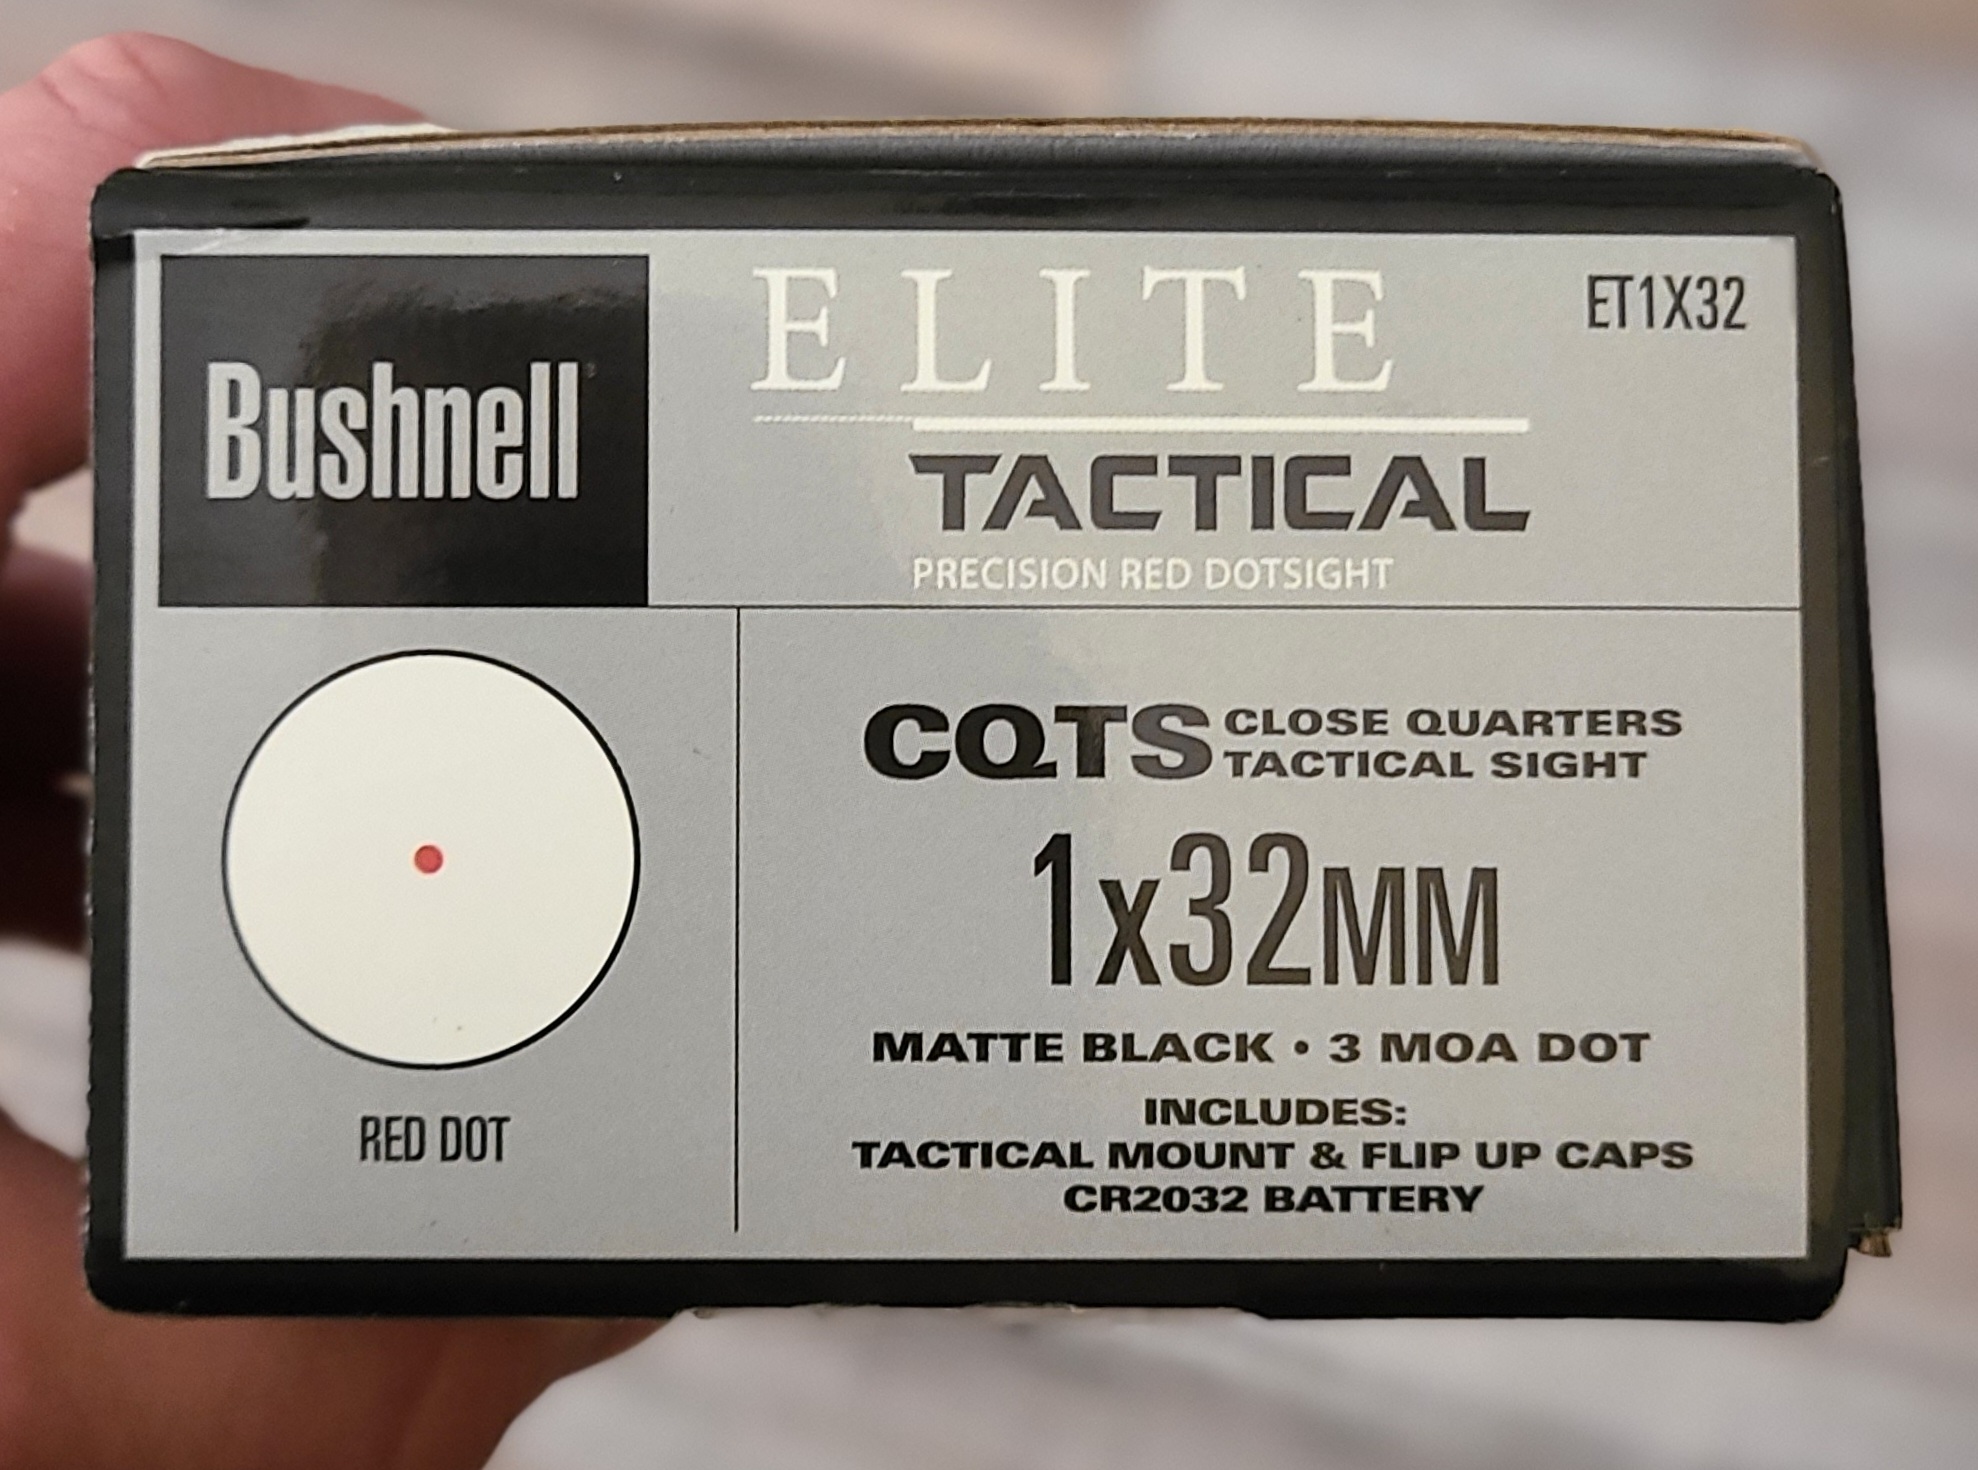 Bushnell
ELITE
TACTICAL
PRECISION RED DOTSIGHT
ET1X32
RED DOT
CQTS CLOSE QUARTERS
TACTICAL SIGHT
1x32MM
MATTE BLACK • 3 MOA DOT
INCLUDES:
TACTICAL MOUNT & FLIP UP CAPS
CR2032 BATTERY